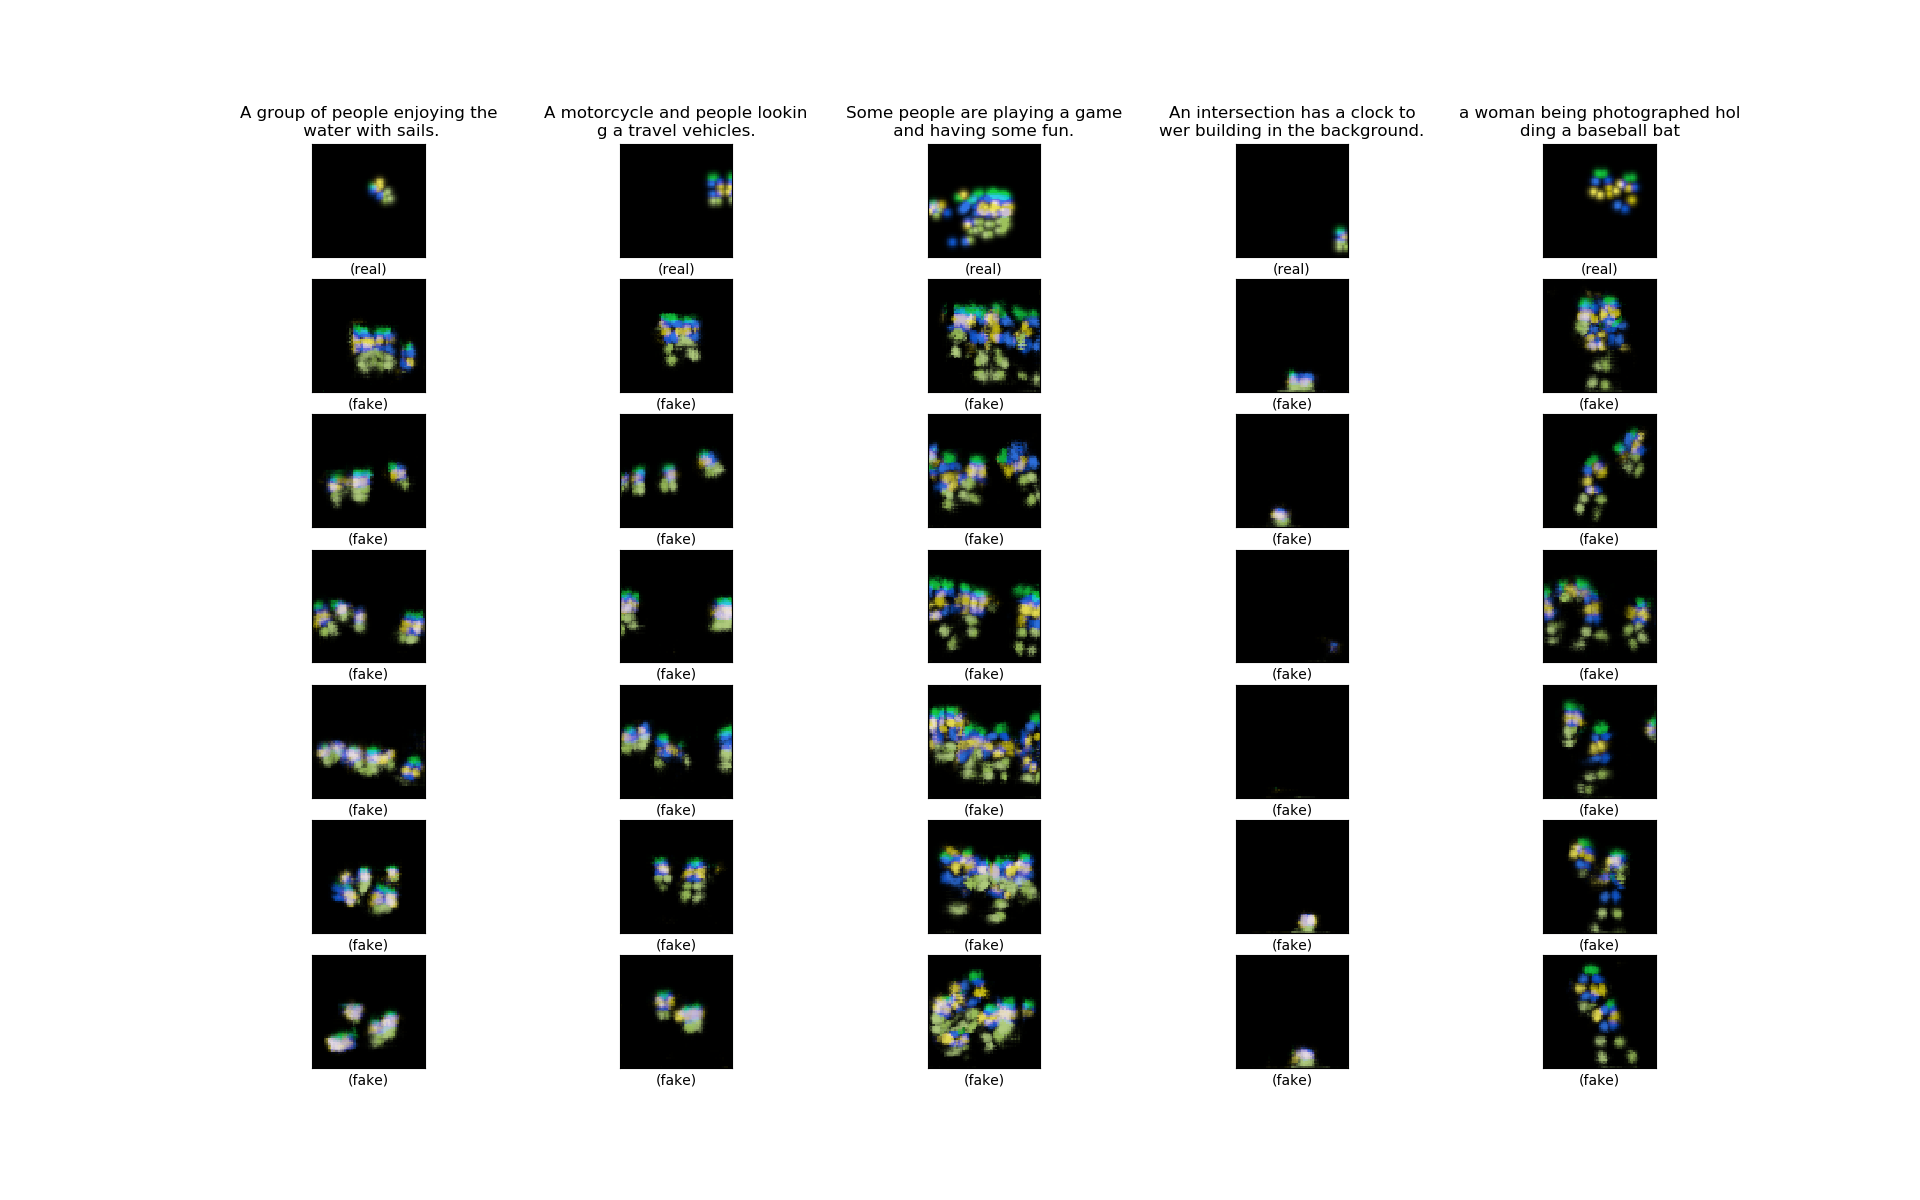 A group of people enjoying the
water with sails.
A motorcycle and people lookin
g a travel vehicles.
Some people are playing a game
and having some fun.
An intersection has a clock to
wer building in the background.
a woman being photographed hol
ding a baseball bat
(real) (real) (real) (real) (real)
(fake) (fake) (fake) (fake) (fake)
(fake) (fake) (fake) (fake) (fake)
(fake) (fake) (fake) (fake) (fake)
(fake) (fake) (fake) (fake) (fake)
(fake) (fake) (fake) (fake) (fake)
(fake) (fake) (fake) (fake) (fake)